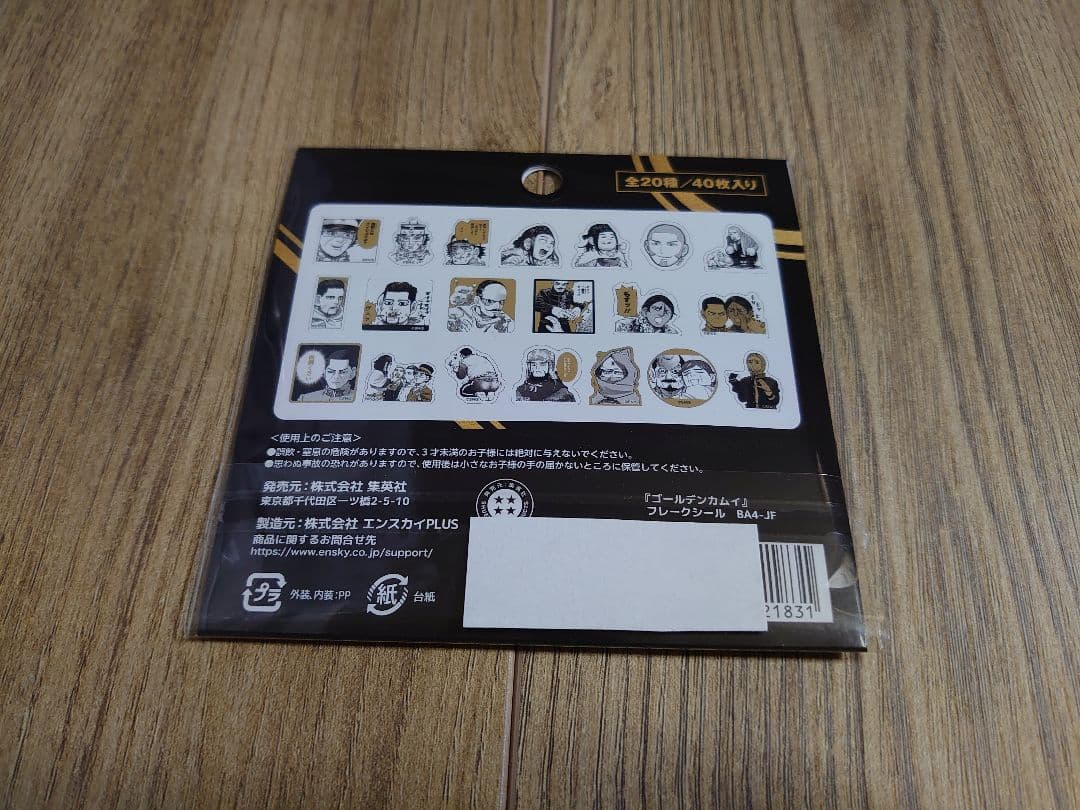 全20種/40枚入り
<使用上のご注意>
●誤飲・窒息の危険がありますので、3才未満のお子様には絶対に与えないでください。
●思わぬ事故の恐れがありますので、使用後は小さなお子様の手の届かないところに保管してください。
発売元:株式会社 集英社
東京都千代田区一ツ橋2-5-10
製造元:株式会社 エンスカイPLUS
商品に関するお問合せ先
https://www.ensky.co.jp/support/
プラ
外装、内装:PP
紙
台紙
『ゴールデンカムイ』
フレークシール BA4-JF
21831